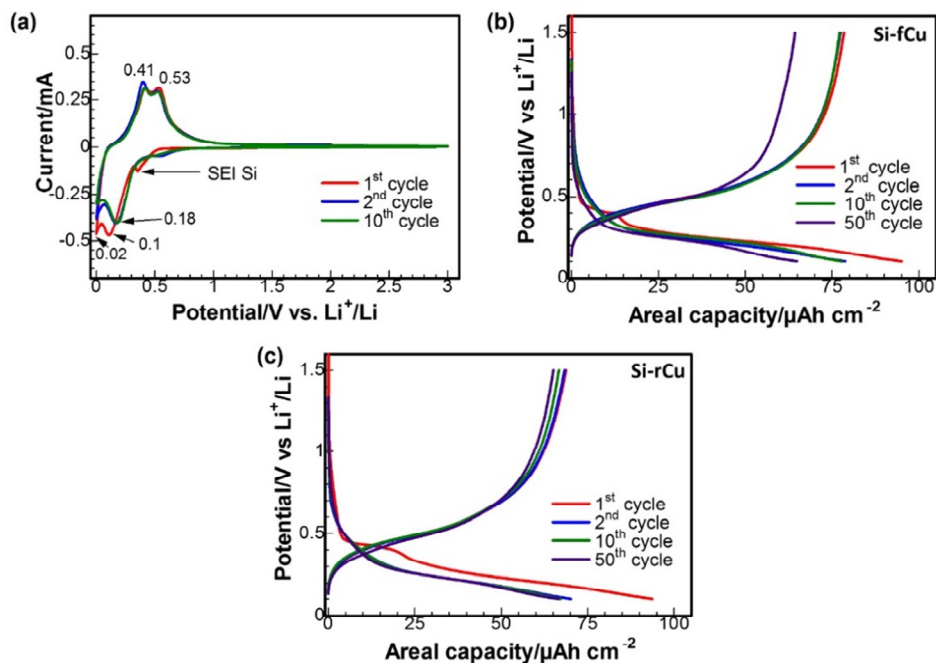 (a)
0.5
0.25
0
-0.25
-0.5
Current/mA
0.41
0.53
SEI Si
0.18
0.1
0.02
1st cycle
2nd cycle
10th cycle
0 0.5 1 1.5 2 2.5 3
Potential/V vs. Li+/Li
(b)
Si-fCu
1.5
1
0.5
0
Potential/V vs Li+/Li
1st cycle
2nd cycle
10th cycle
50th cycle
0 25 50 75 100
Areal capacity/µAh cm-2
(c)
Si-rCu
1.5
1
0.5
0
Potential/V vs Li+/Li
1st cycle
2nd cycle
10th cycle
50th cycle
0 25 50 75 100
Areal capacity/µAh cm-2